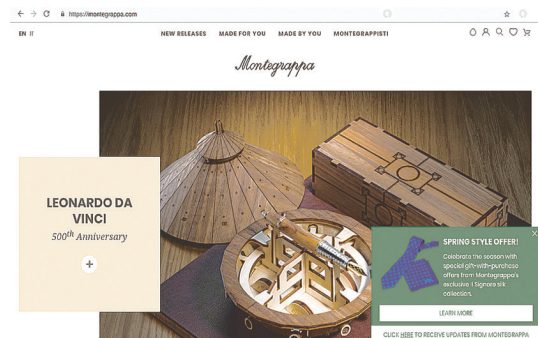 https://montegrappa.com
EN IT
NEW RELEASES MADE FOR YOU MADE BY YOU MONTEGRAPPISTI
Montegrappa
LEONARDO DA
VINCI
500th Anniversary
+
SPRING STYLE OFFER!
Celebrate the season with
special gift-with-purchase
offers from Montegrappa's
exclusive Il Signore silk
collection.
LEARN MORE
CLICK HERE TO RECEIVE UPDATES FROM MONTEGRAPPA